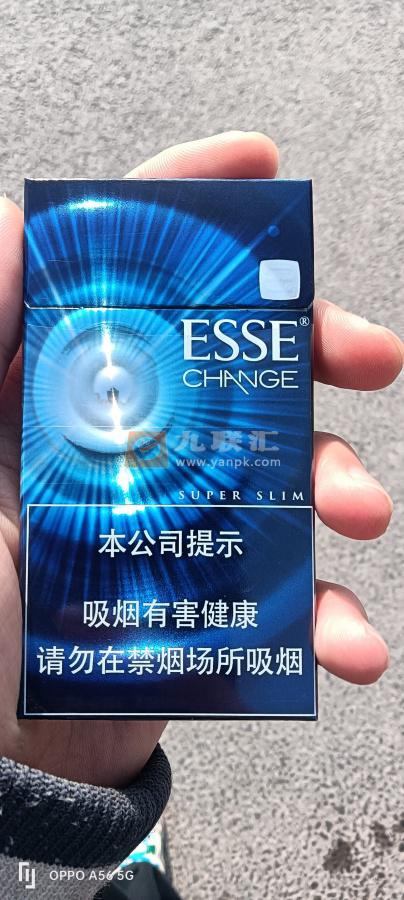 ESSE®
CHANGE
九联汇
www.yanpk.com
SUPER SLIM
本公司提示
吸烟有害健康
请勿在禁烟场所吸烟
OPPO A56 5G